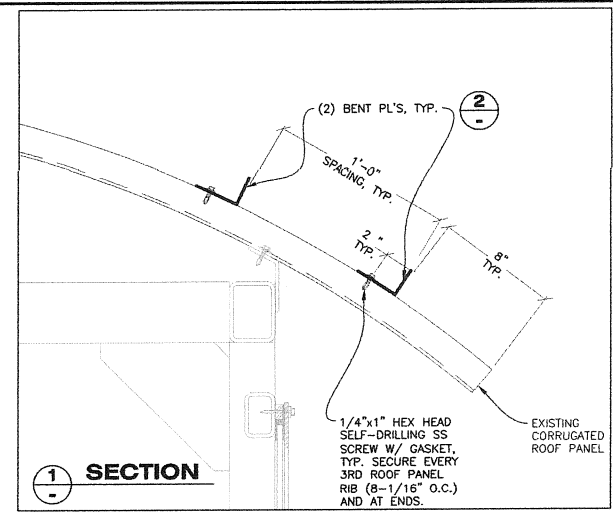 (2) BENT PL'S, TYP.
2
-
1'-0"
SPACING, TYP.
2"
TYP.
8"
TYP.
1/4"x1" HEX HEAD
SELF-DRILLING SS
SCREW W/ GASKET,
TYP. SECURE EVERY
3RD ROOF PANEL
RIB (8-1/16" O.C.)
AND AT ENDS.
EXISTING
CORRUGATED
ROOF PANEL
1
-
SECTION